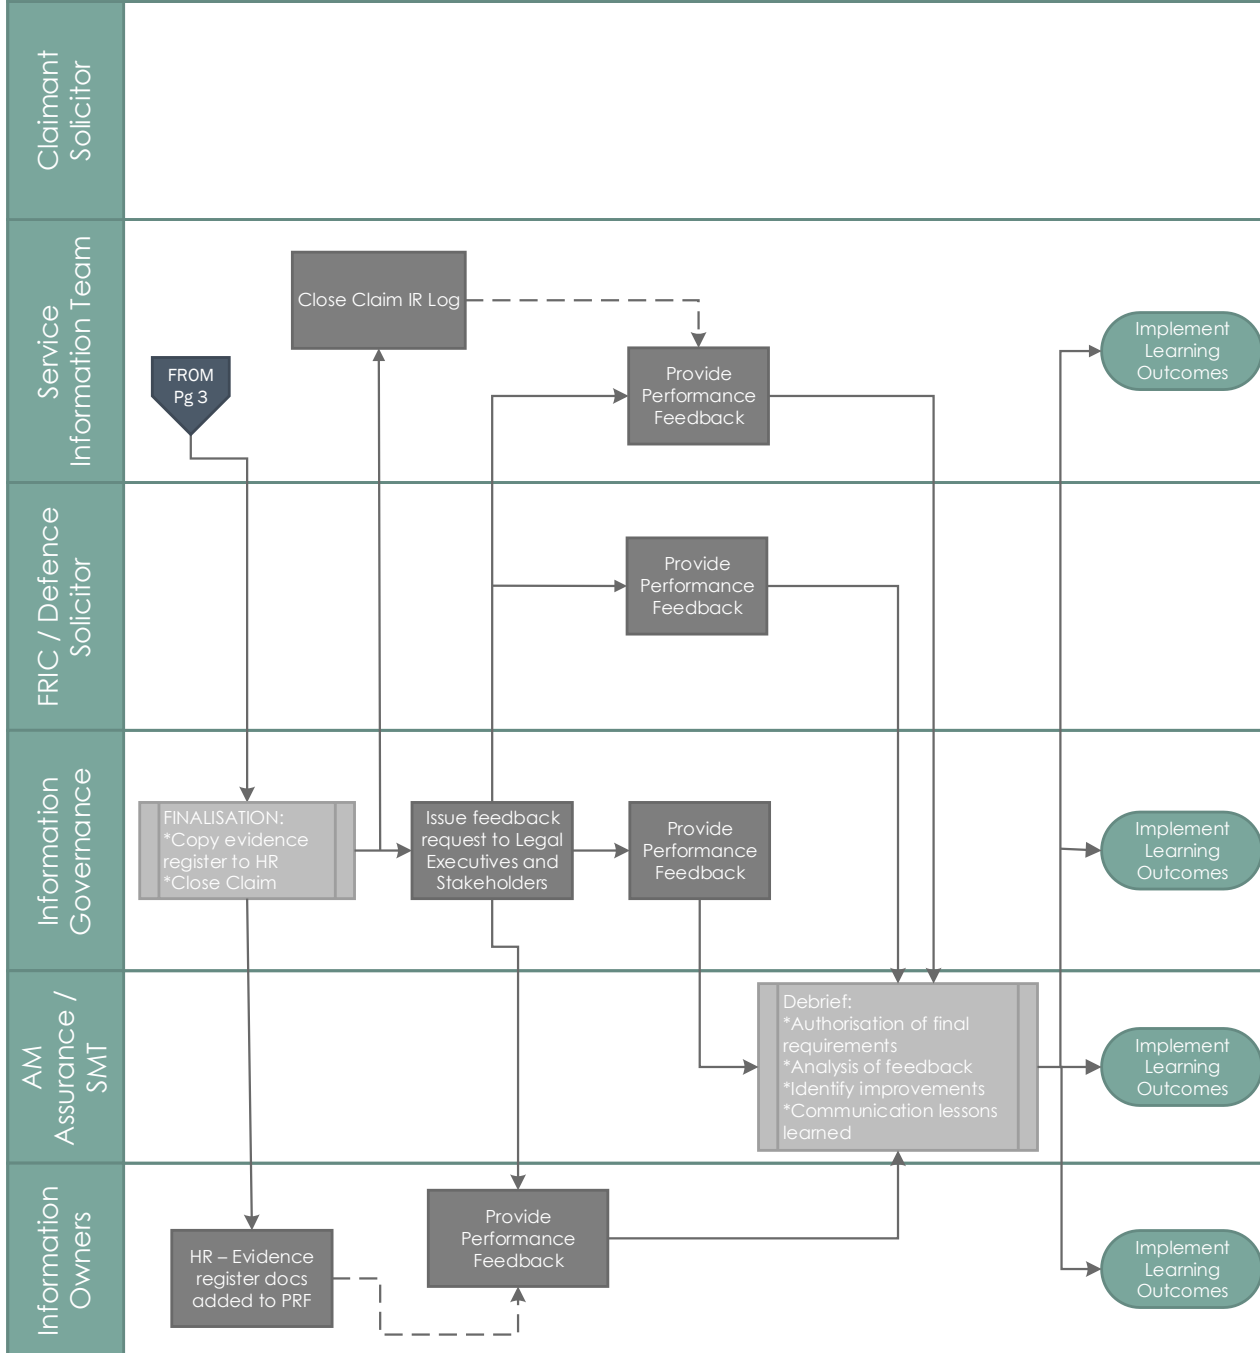 Claimant
Solicitor
Service
Information Team
Close Claim IR Log
FROM
Pg 3
Provide
Performance
Feedback
Implement
Learning
Outcomes
FRIC / Defence
Solicitor
Provide
Performance
Feedback
Information
Governance
FINALISATION:
*Copy evidence
register to HR
*Close Claim
Issue feedback
request to Legal
Executives and
Stakeholders
Provide
Performance
Feedback
Implement
Learning
Outcomes
AM
Assurance /
SMT
Debrief:
*Authorisation of final
requirements
*Analysis of feedback
*Identify improvements
*Communication lessons
learned
Implement
Learning
Outcomes
Information
Owners
HR – Evidence
register docs
added to PRF
Provide
Performance
Feedback
Implement
Learning
Outcomes